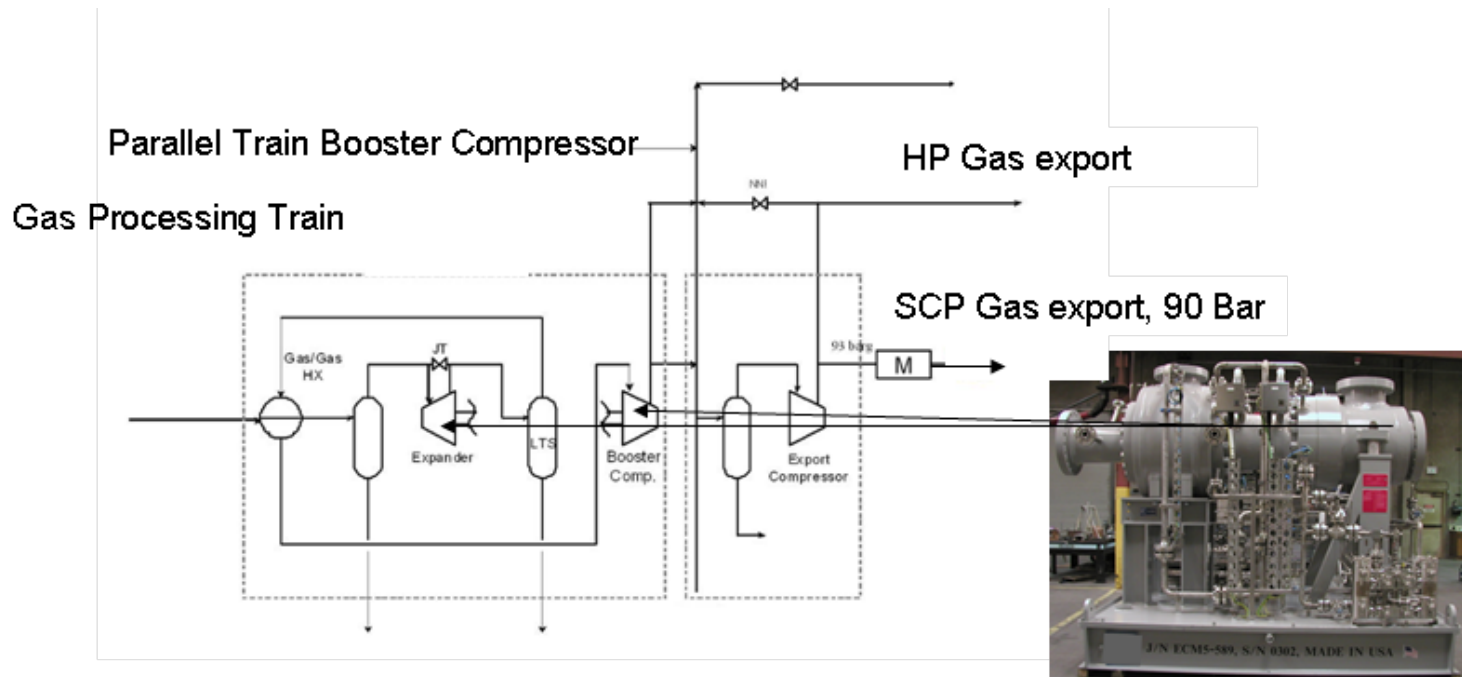 Parallel Train Booster Compressor
HP Gas export
NNI
Gas Processing Train
SCP Gas export, 90 Bar
93 barg
M
Gas/Gas
HX
JT
Expander
LTS
Booster
Comp.
Export
Compressor
J/N ECM5-589, S/N 0302, MADE IN USA